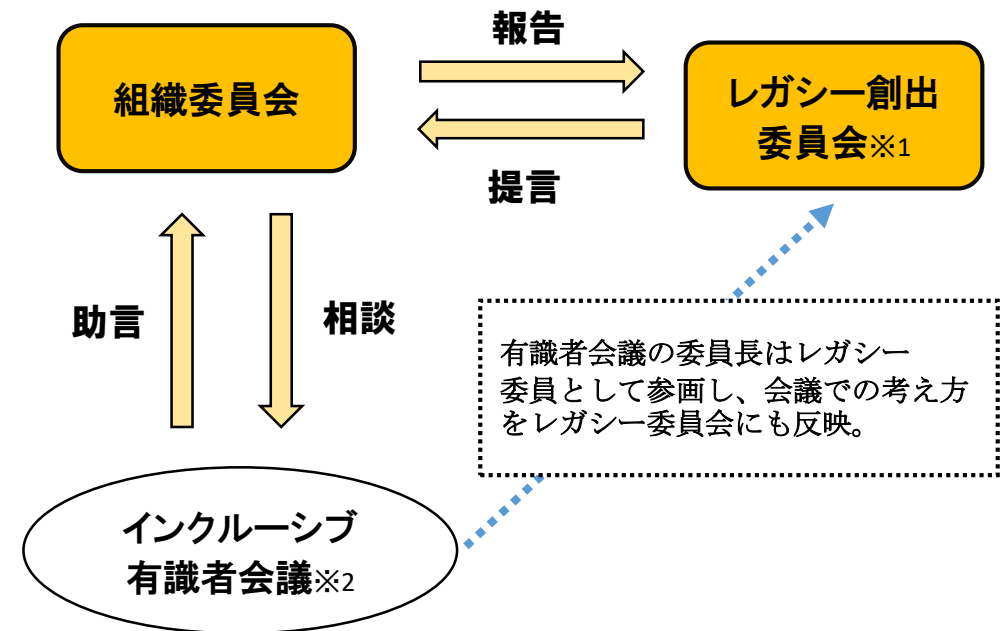 報告
組織委員会
レガシー創出
委員会※1
提言
助言
相談
有識者会議の委員長はレガシー
委員として参画し、会議での考え方
をレガシー委員会にも反映。
インクルーシブ
有識者会議※2